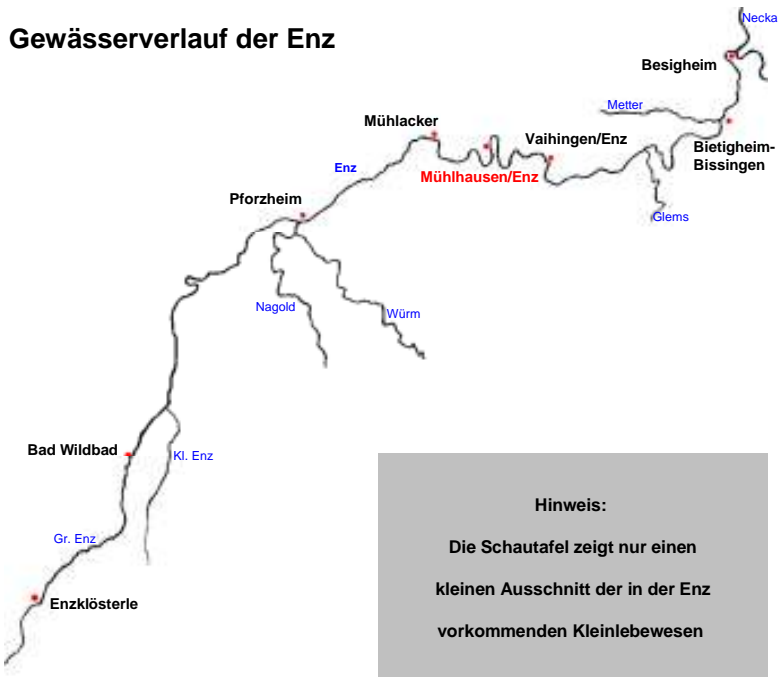 Gewässerverlauf der Enz
Necka
Besigheim
Metter
Mühlacker
Vaihingen/Enz
Bietigheim-
Bissingen
Enz
Mühlhausen/Enz
Pforzheim
Glems
Nagold
Würm
Bad Wildbad
Kl. Enz
Gr. Enz
Enzklösterle
Hinweis:
Die Schautafel zeigt nur einen
kleinen Ausschnitt der in der Enz
vorkommenden Kleinlebewesen